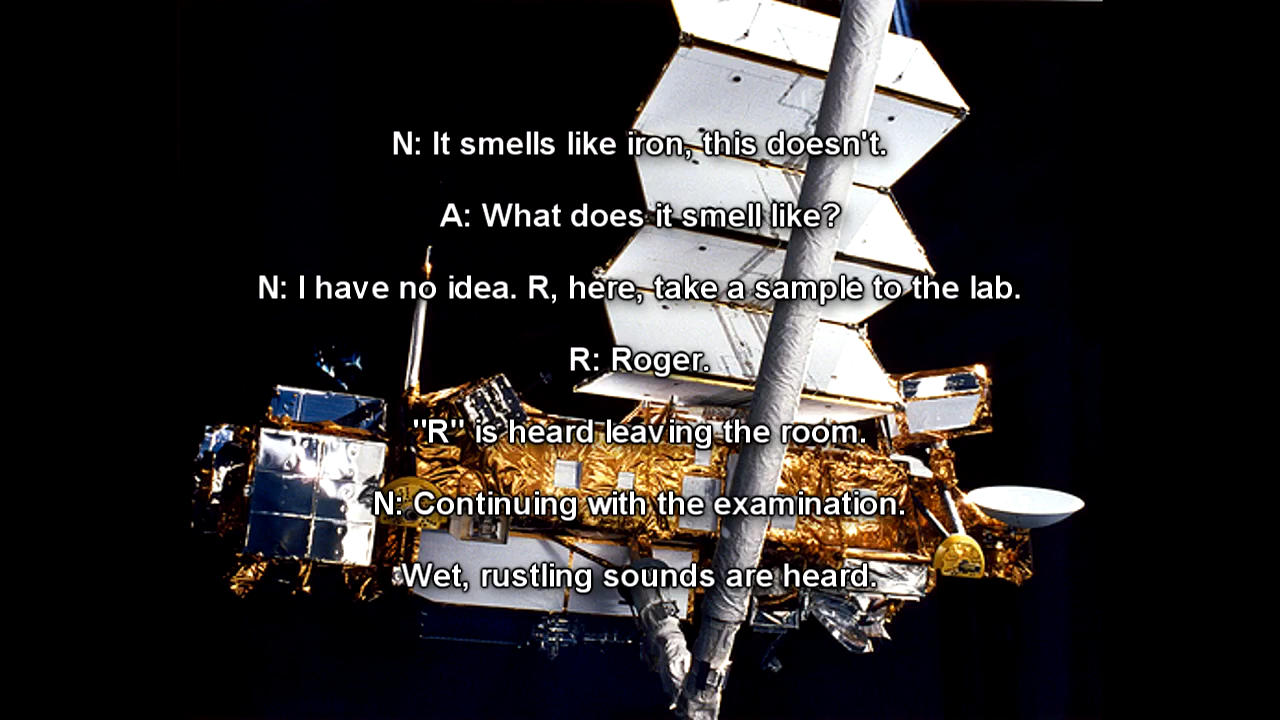 N: It smells like iron, this doesn't.
A: What does it smell like?
N: I have no idea. R, here, take a sample to the lab.
R: Roger.
"R" is heard leaving the room.
N: Continuing with the examination.
Wet, rustling sounds are heard.